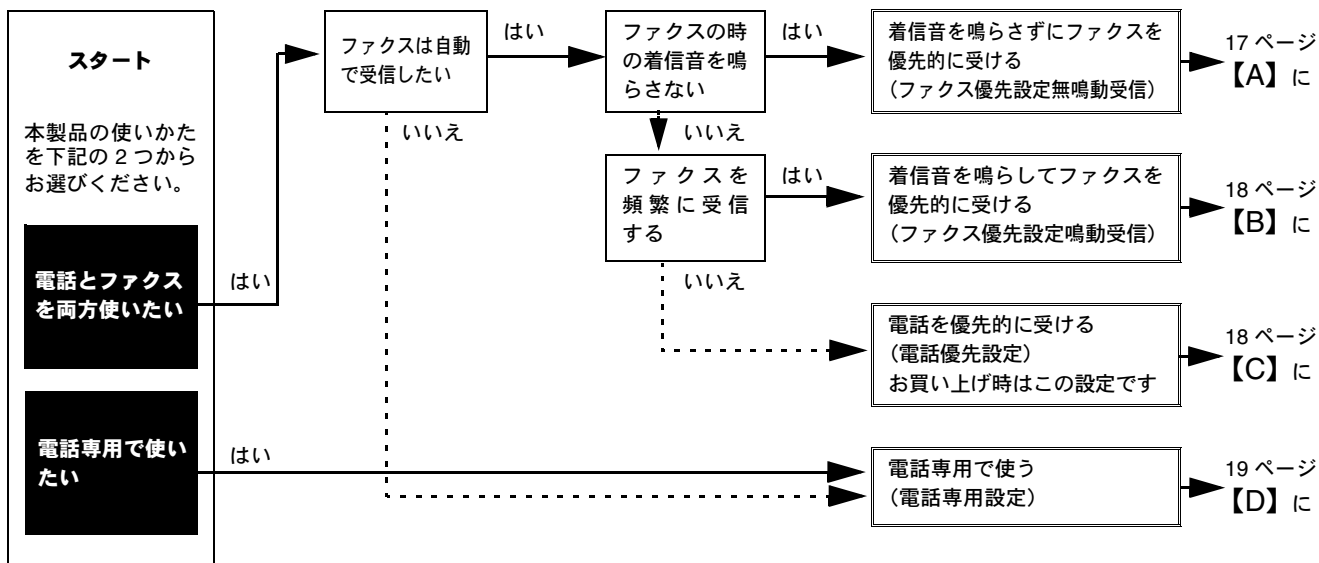 スタート
本製品の使いかた
を下記の2つから
お選びください。
電話とファクス
を両方使いたい
はい
電話専用で使い
たい
はい
ファクスは自動
で受信したい
はい
いいえ
ファクスの時
の着信音を鳴
らさない
はい
いいえ
ファクスを
頻繁に受信
する
はい
いいえ
着信音を鳴らさずにファクスを
優先的に受ける
(ファクス優先設定無鳴動受信)
17 ページ
【A】に
着信音を鳴らしてファクスを
優先的に受ける
(ファクス優先設定鳴動受信)
18 ページ
【B】に
電話を優先的に受ける
(電話優先設定)
お買い上げ時はこの設定です
18 ページ
【C】に
電話専用で使う
(電話専用設定)
19 ページ
【D】に